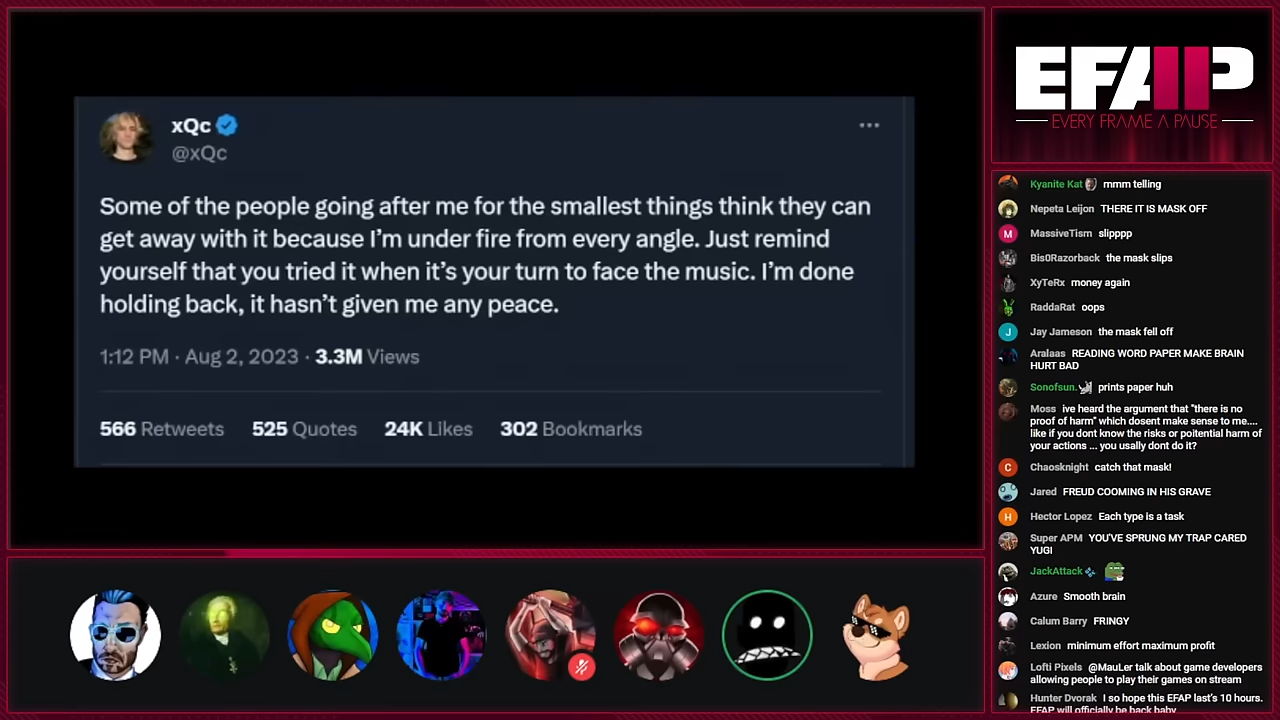 xQc
@xQc
Some of the people going after me for the smallest things think they can
get away with it because I'm under fire from every angle. Just remind
yourself that you tried it when it's your turn to face the music. I'm done
holding back, it hasn't given me any peace.
1:12 PM · Aug 2, 2023 · 3.3M Views
566 Retweets 525 Quotes 24K Likes 302 Bookmarks
EFAP
EVERY FRAME A PAUSE
Kyanite Kat mmm telling
Nepeta Leijon THERE IT IS MASK OFF
M MassiveTism slipppp
Bis0Razorback the mask slips
XyTeRx money again
RaddaRat oops
J Jay Jameson the mask fell off
Aralaas READING WORD PAPER MAKE BRAIN
HURT BAD
Sonofsun. prints paper huh
Moss ive heard the argument that "there is no
proof of harm" which dosent make sense to me....
like if you dont know the risks or poitential harm of
your actions ... you usally dont do it?
C Chaosknight catch that mask!
Jared FREUD COOMING IN HIS GRAVE
H Hector Lopez Each type is a task
Super APM YOU'VE SPRUNG MY TRAP CARED
YUGI
JackAttack
Azure Smooth brain
Calum Barry FRINGY
Lexion minimum effort maximum profit
Lofti Pixels @MauLer talk about game developers
allowing people to play their games on stream
Hunter Dvorak I so hope this EFAP last's 10 hours.
EFAP will officially be back baby